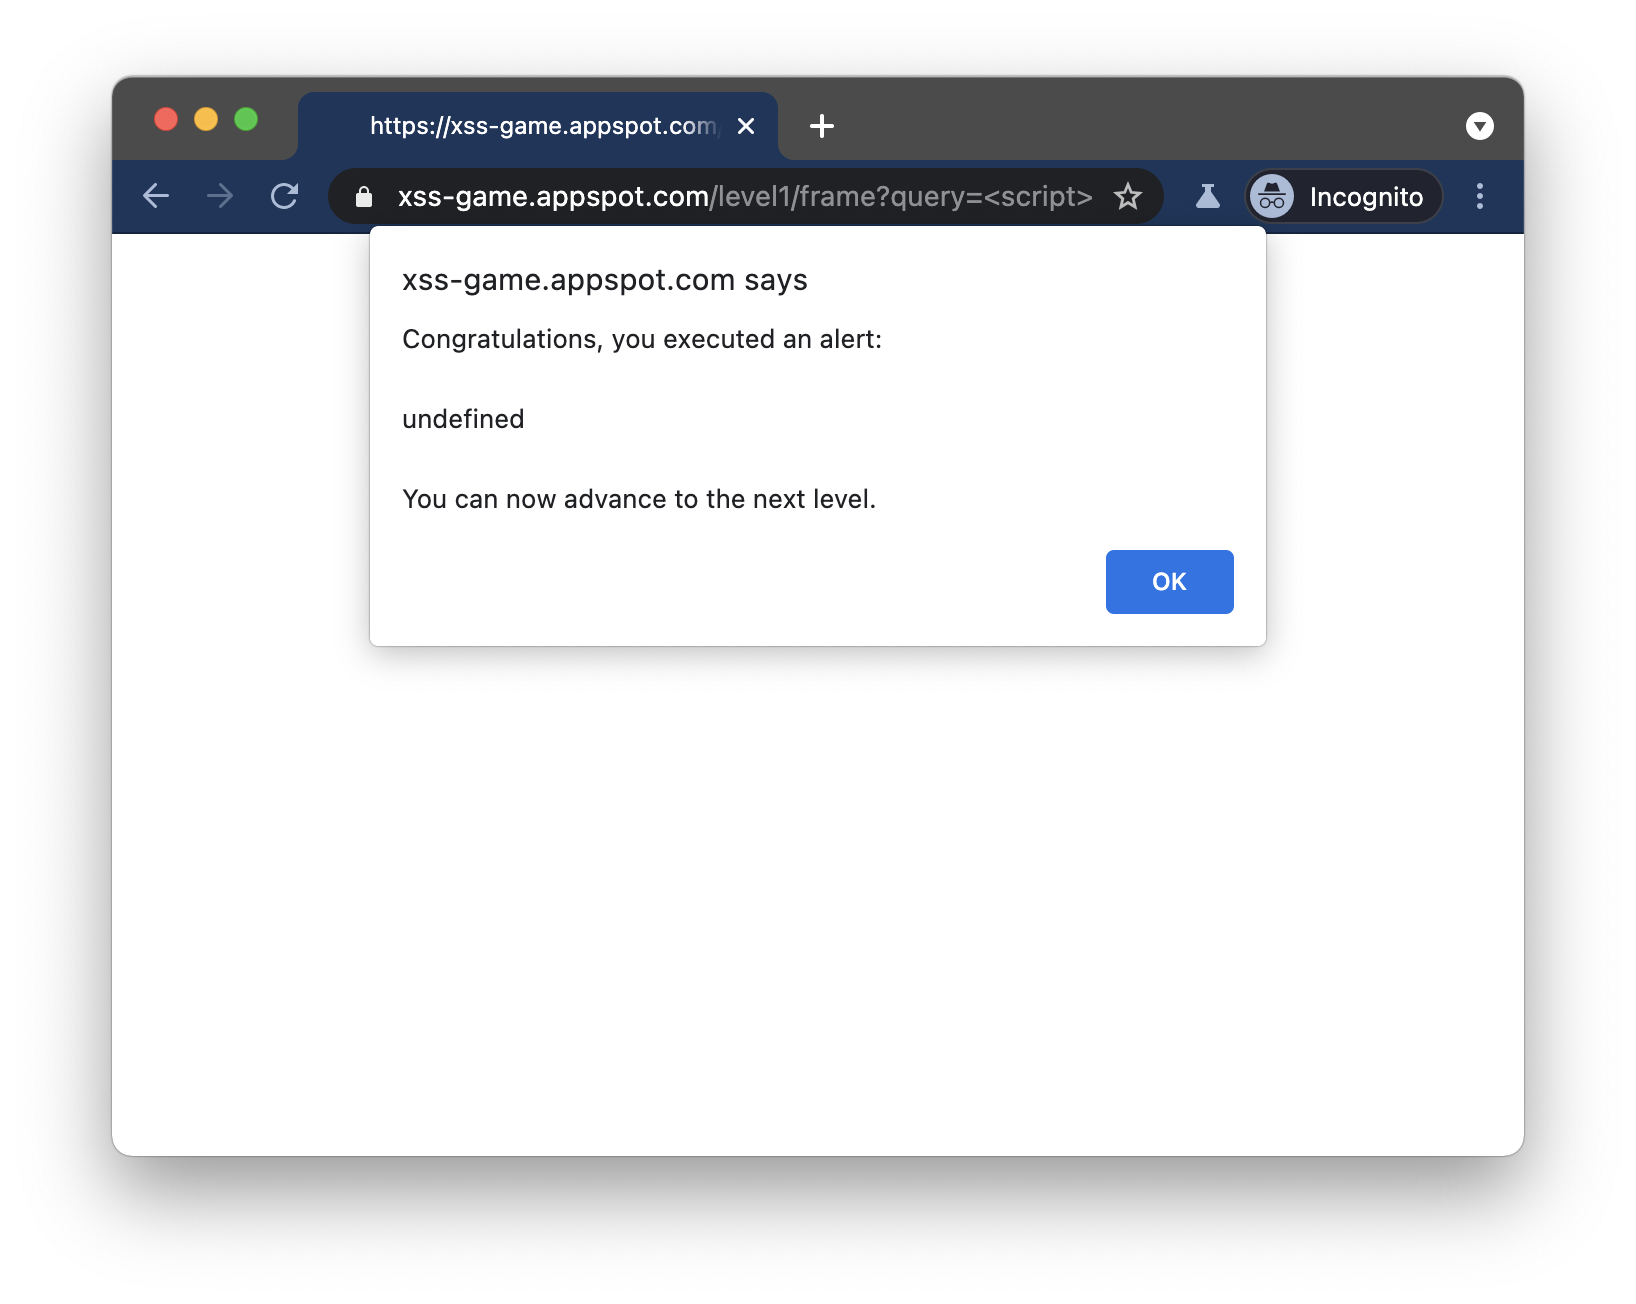 https://xss-game.appspot.com/
xss-game.appspot.com/level1/frame?query=<script>
Incognito
xss-game.appspot.com says
Congratulations, you executed an alert:
undefined
You can now advance to the next level.
OK